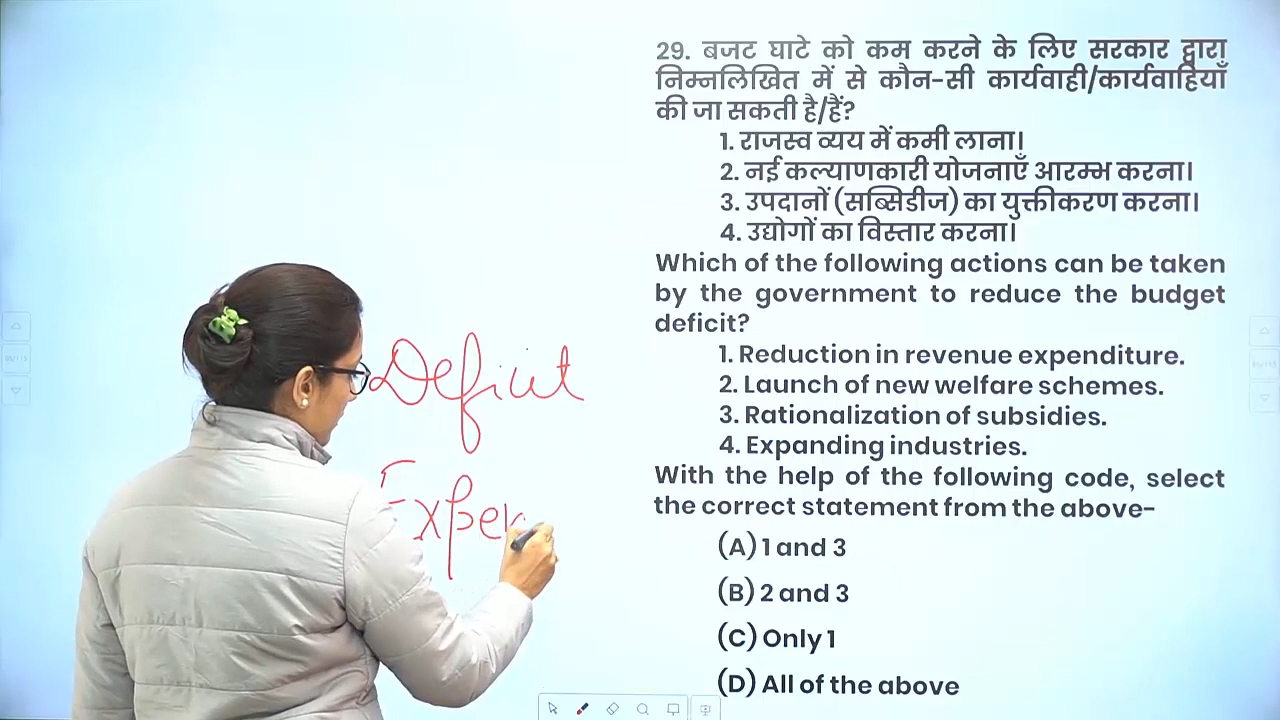 29. बजट घाटे को कम करने के लिए सरकार द्वारा
निम्नलिखित में से कौन-सी कार्यवाही/कार्यवाहियाँ
की जा सकती है/हैं?
1. राजस्व व्यय में कमी लाना।
2. नई कल्याणकारी योजनाएँ आरम्भ करना।
3. उपदानों (सब्सिडीज) का युक्तीकरण करना।
4. उद्योगों का विस्तार करना।
Which of the following actions can be taken
by the government to reduce the budget
deficit?
1. Reduction in revenue expenditure.
2. Launch of new welfare schemes.
3. Rationalization of subsidies.
4. Expanding industries.
With the help of the following code, select
the correct statement from the above-
(A) 1 and 3
(B) 2 and 3
(C) Only 1
(D) All of the above
Deficit
Expen